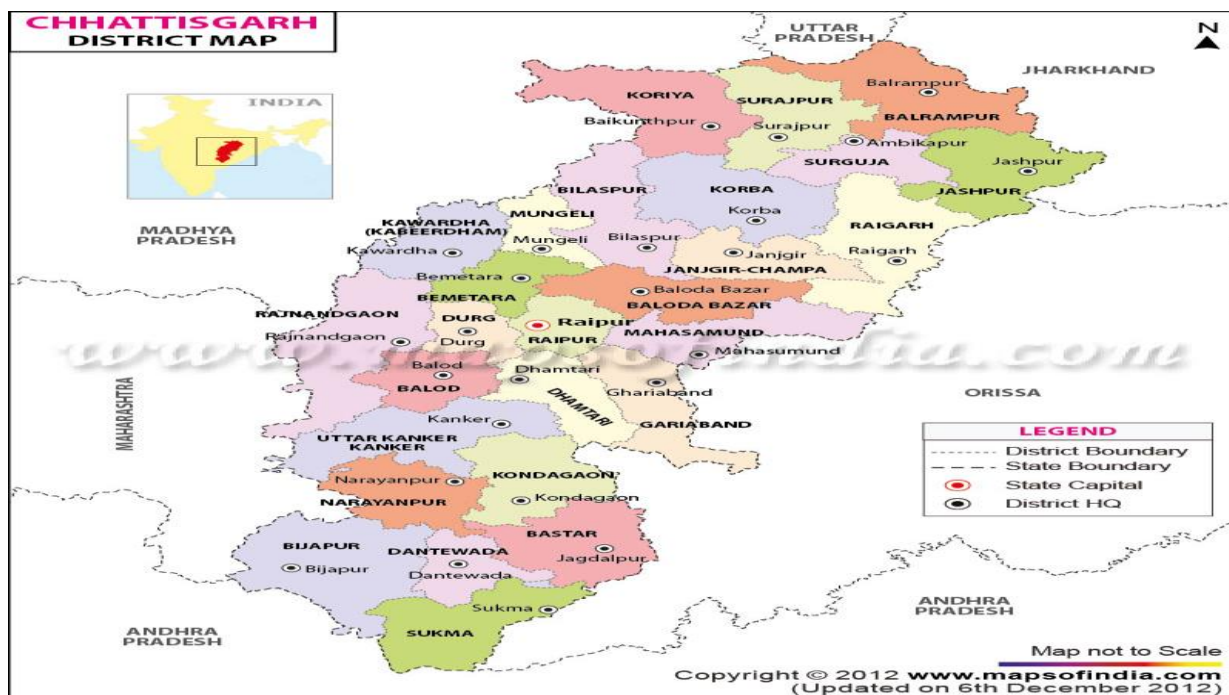 CHHATTISGARH
DISTRICT MAP
UTTAR
PRADESH
N
JHARKHAND
INDIA
KORIYA
Baikunthpur
SURAJPUR
Surajpur
Balrampur
BALRAMPUR
Ambikapur
SURGUJA
Jashpur
JASHPUR
BILASPUR
Bilaspur
KORBA
Korba
RAIGARH
Raigarh
MADHYA
PRADESH
KAWARDHA
(KABEERDHAM)
Kawardha
MUNGELI
Mungeli
Janjgir
JANJGIR-CHAMPA
Bemetara
BEMETARA
Baloda Bazar
BALODA BAZAR
RAJNANDGAON
Rajnandgaon
DURG
Durg
Raipur
RAIPUR
MAHASAMUND
Mahasumund
www.mapsofindia.com
Balod
BALOD
Dhamtari
DHAMTARI
Ghariaband
GARIABAND
MAHARASHTRA
ORISSA
Kanker
UTTAR KANKER
KANKER
Narayanpur
NARAYANPUR
KONDAGAON
Kondagaon
LEGEND
District Boundary
State Boundary
State Capital
District HQ
BIJAPUR
Bijapur
DANTEWADA
Dantewada
BASTAR
Jagdalpur
Sukma
SUKMA
ANDHRA
PRADESH
ANDHRA
PRADESH
Map not to Scale
Copyright © 2012 www.mapsofindia.com
(Updated on 6th December 2012)